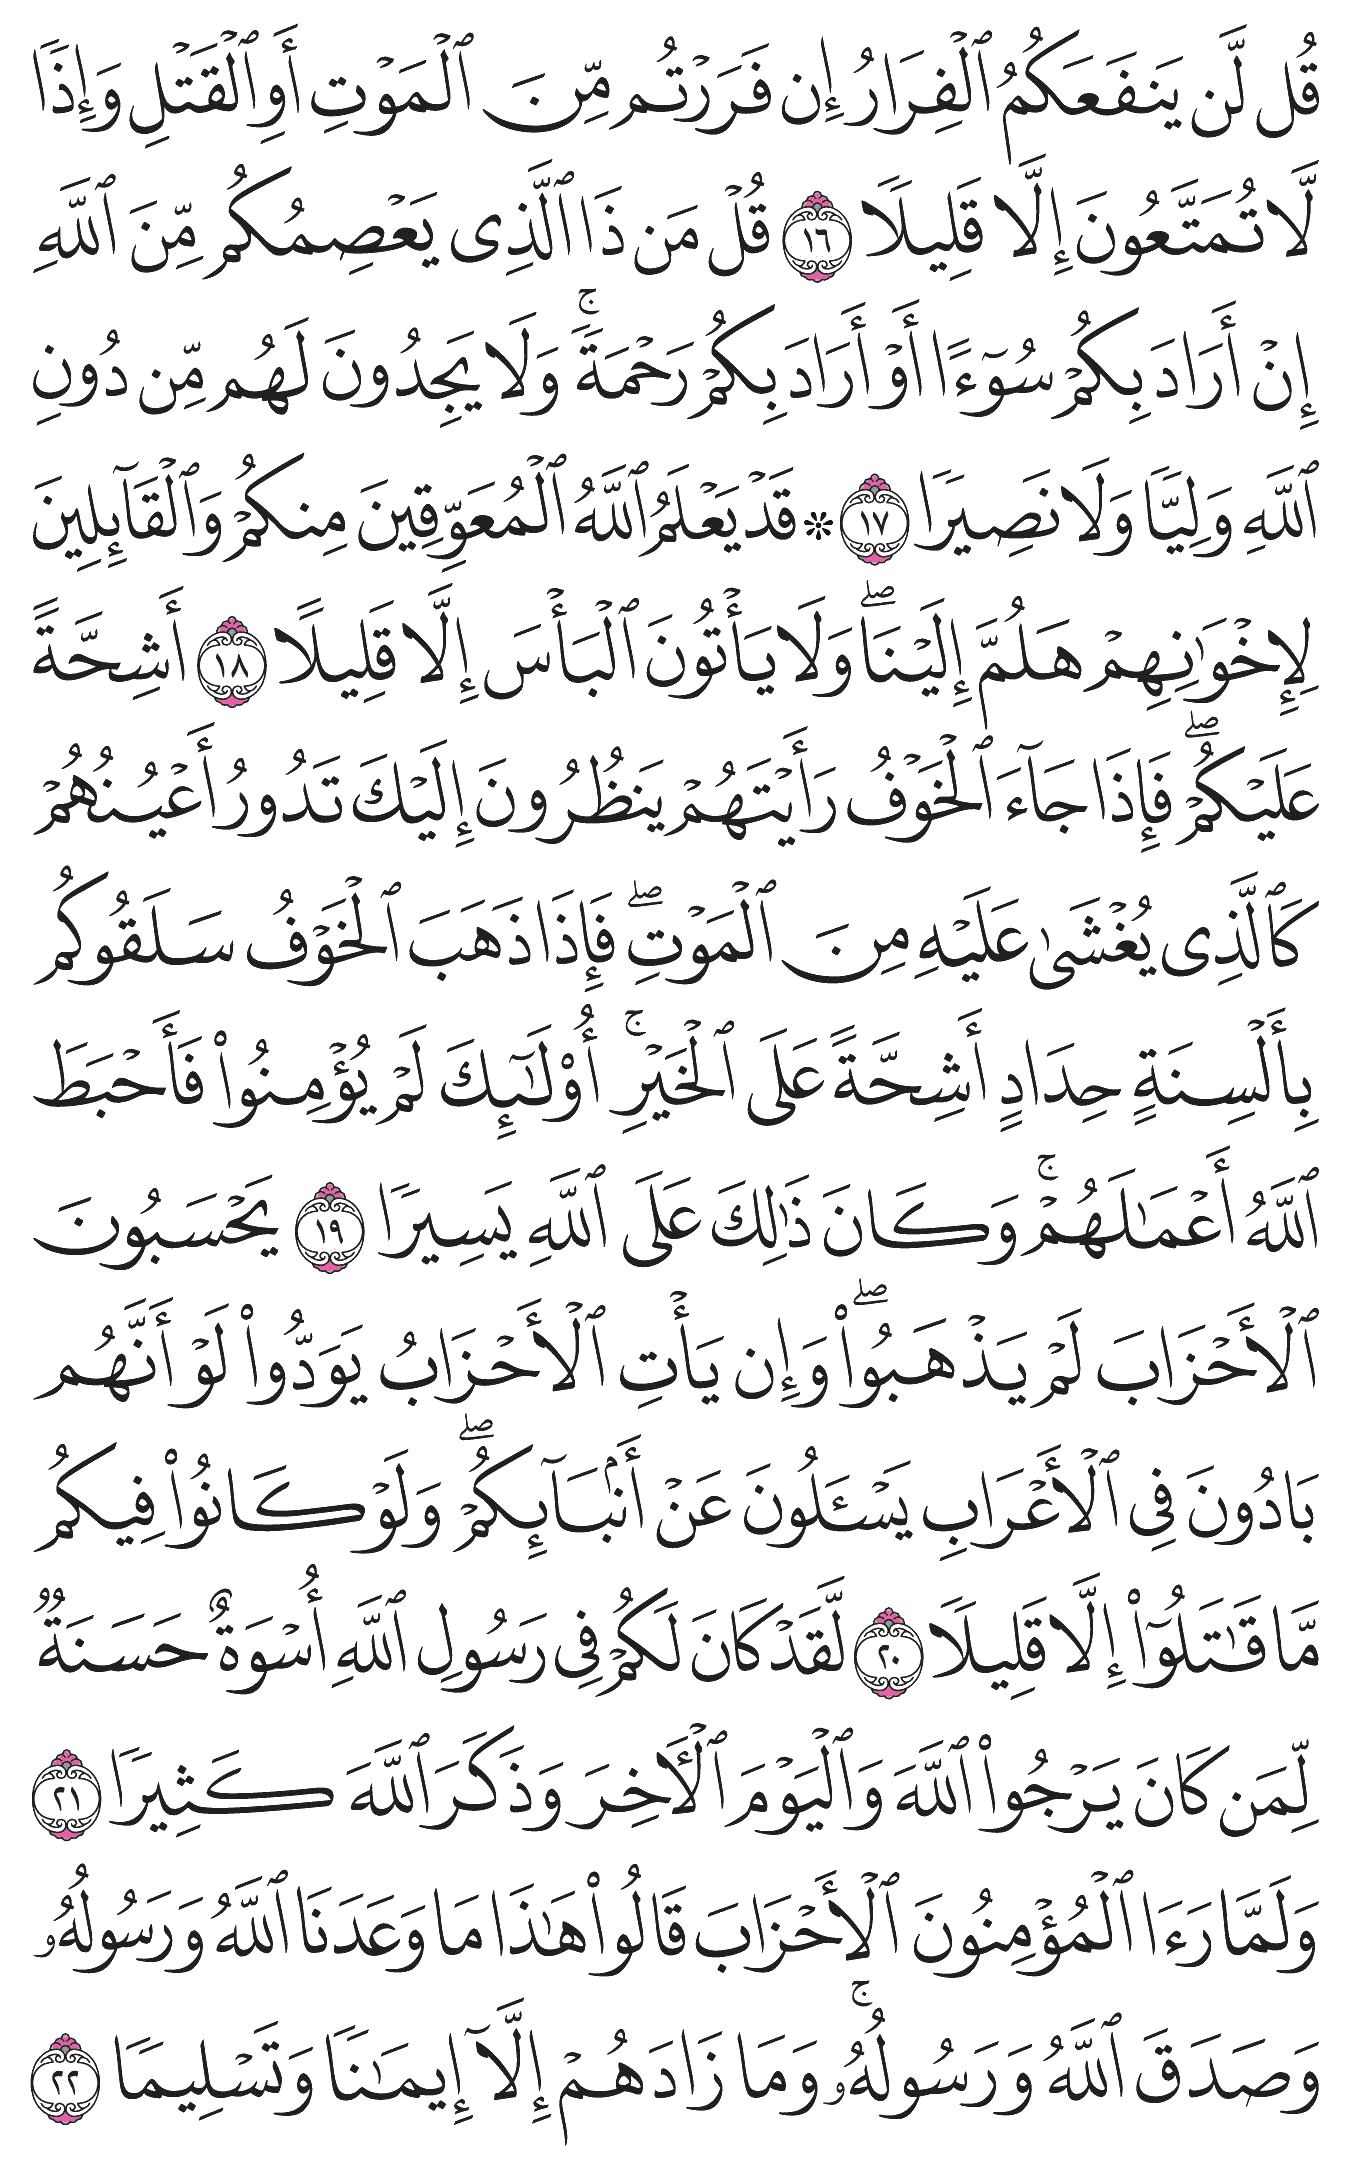 قُل لَّن يَنفَعَكُمُ ٱلْفِرَارُ إِن فَرَرْتُم مِّنَ ٱلْمَوْتِ أَوِ ٱلْقَتْلِ وَإِذًا
لَّا تُمَتَّعُونَ إِلَّا قَلِيلًا ١٦ قُلْ مَن ذَا ٱلَّذِى يَعْصِمُكُم مِّنَ ٱللَّهِ
إِنْ أَرَادَ بِكُمْ سُوٓءًا أَوْ أَرَادَ بِكُمْ رَحْمَةً ۚ وَلَا يَجِدُونَ لَهُم مِّن دُونِ
ٱللَّهِ وَلِيًّا وَلَا نَصِيرًا ١٧ ۞ قَدْ يَعْلَمُ ٱللَّهُ ٱلْمُعَوِّقِينَ مِنكُمْ وَٱلْقَآئِلِينَ
لِإِخْوَٰنِهِمْ هَلُمَّ إِلَيْنَا ۖ وَلَا يَأْتُونَ ٱلْبَأْسَ إِلَّا قَلِيلًا ١٨ أَشِحَّةً
عَلَيْكُمْ ۖ فَإِذَا جَآءَ ٱلْخَوْفُ رَأَيْتَهُمْ يَنظُرُونَ إِلَيْكَ تَدُورُ أَعْيُنُهُمْ
كَٱلَّذِى يُغْشَىٰ عَلَيْهِ مِنَ ٱلْمَوْتِ ۖ فَإِذَا ذَهَبَ ٱلْخَوْفُ سَلَقُوكُم
بِأَلْسِنَةٍ حِدَادٍ أَشِحَّةً عَلَى ٱلْخَيْرِ ۚ أُو۟لَٰٓئِكَ لَمْ يُؤْمِنُوا۟ فَأَحْبَطَ
ٱللَّهُ أَعْمَٰلَهُمْ ۚ وَكَانَ ذَٰلِكَ عَلَى ٱللَّهِ يَسِيرًا ١٩ يَحْسَبُونَ
ٱلْأَحْزَابَ لَمْ يَذْهَبُوا۟ ۖ وَإِن يَأْتِ ٱلْأَحْزَابُ يَوَدُّوا۟ لَوْ أَنَّهُم
بَادُونَ فِى ٱلْأَعْرَابِ يَسْـَٔلُونَ عَنْ أَنۢبَآئِكُمْ ۖ وَلَوْ كَانُوا۟ فِيكُم
مَّا قَٰتَلُوٓا۟ إِلَّا قَلِيلًا ٢٠ لَّقَدْ كَانَ لَكُمْ فِى رَسُولِ ٱللَّهِ أُسْوَةٌ حَسَنَةٌ
لِّمَن كَانَ يَرْجُوا۟ ٱللَّهَ وَٱلْيَوْمَ ٱلْـَٔاخِرَ وَذَكَرَ ٱللَّهَ كَثِيرًا ٢١
وَلَمَّا رَءَا ٱلْمُؤْمِنُونَ ٱلْأَحْزَابَ قَالُوا۟ هَٰذَا مَا وَعَدَنَا ٱللَّهُ وَرَسُولُهُۥ
وَصَدَقَ ٱللَّهُ وَرَسُولُهُۥ ۚ وَمَا زَادَهُمْ إِلَّآ إِيمَٰنًا وَتَسْلِيمًا ٢٢